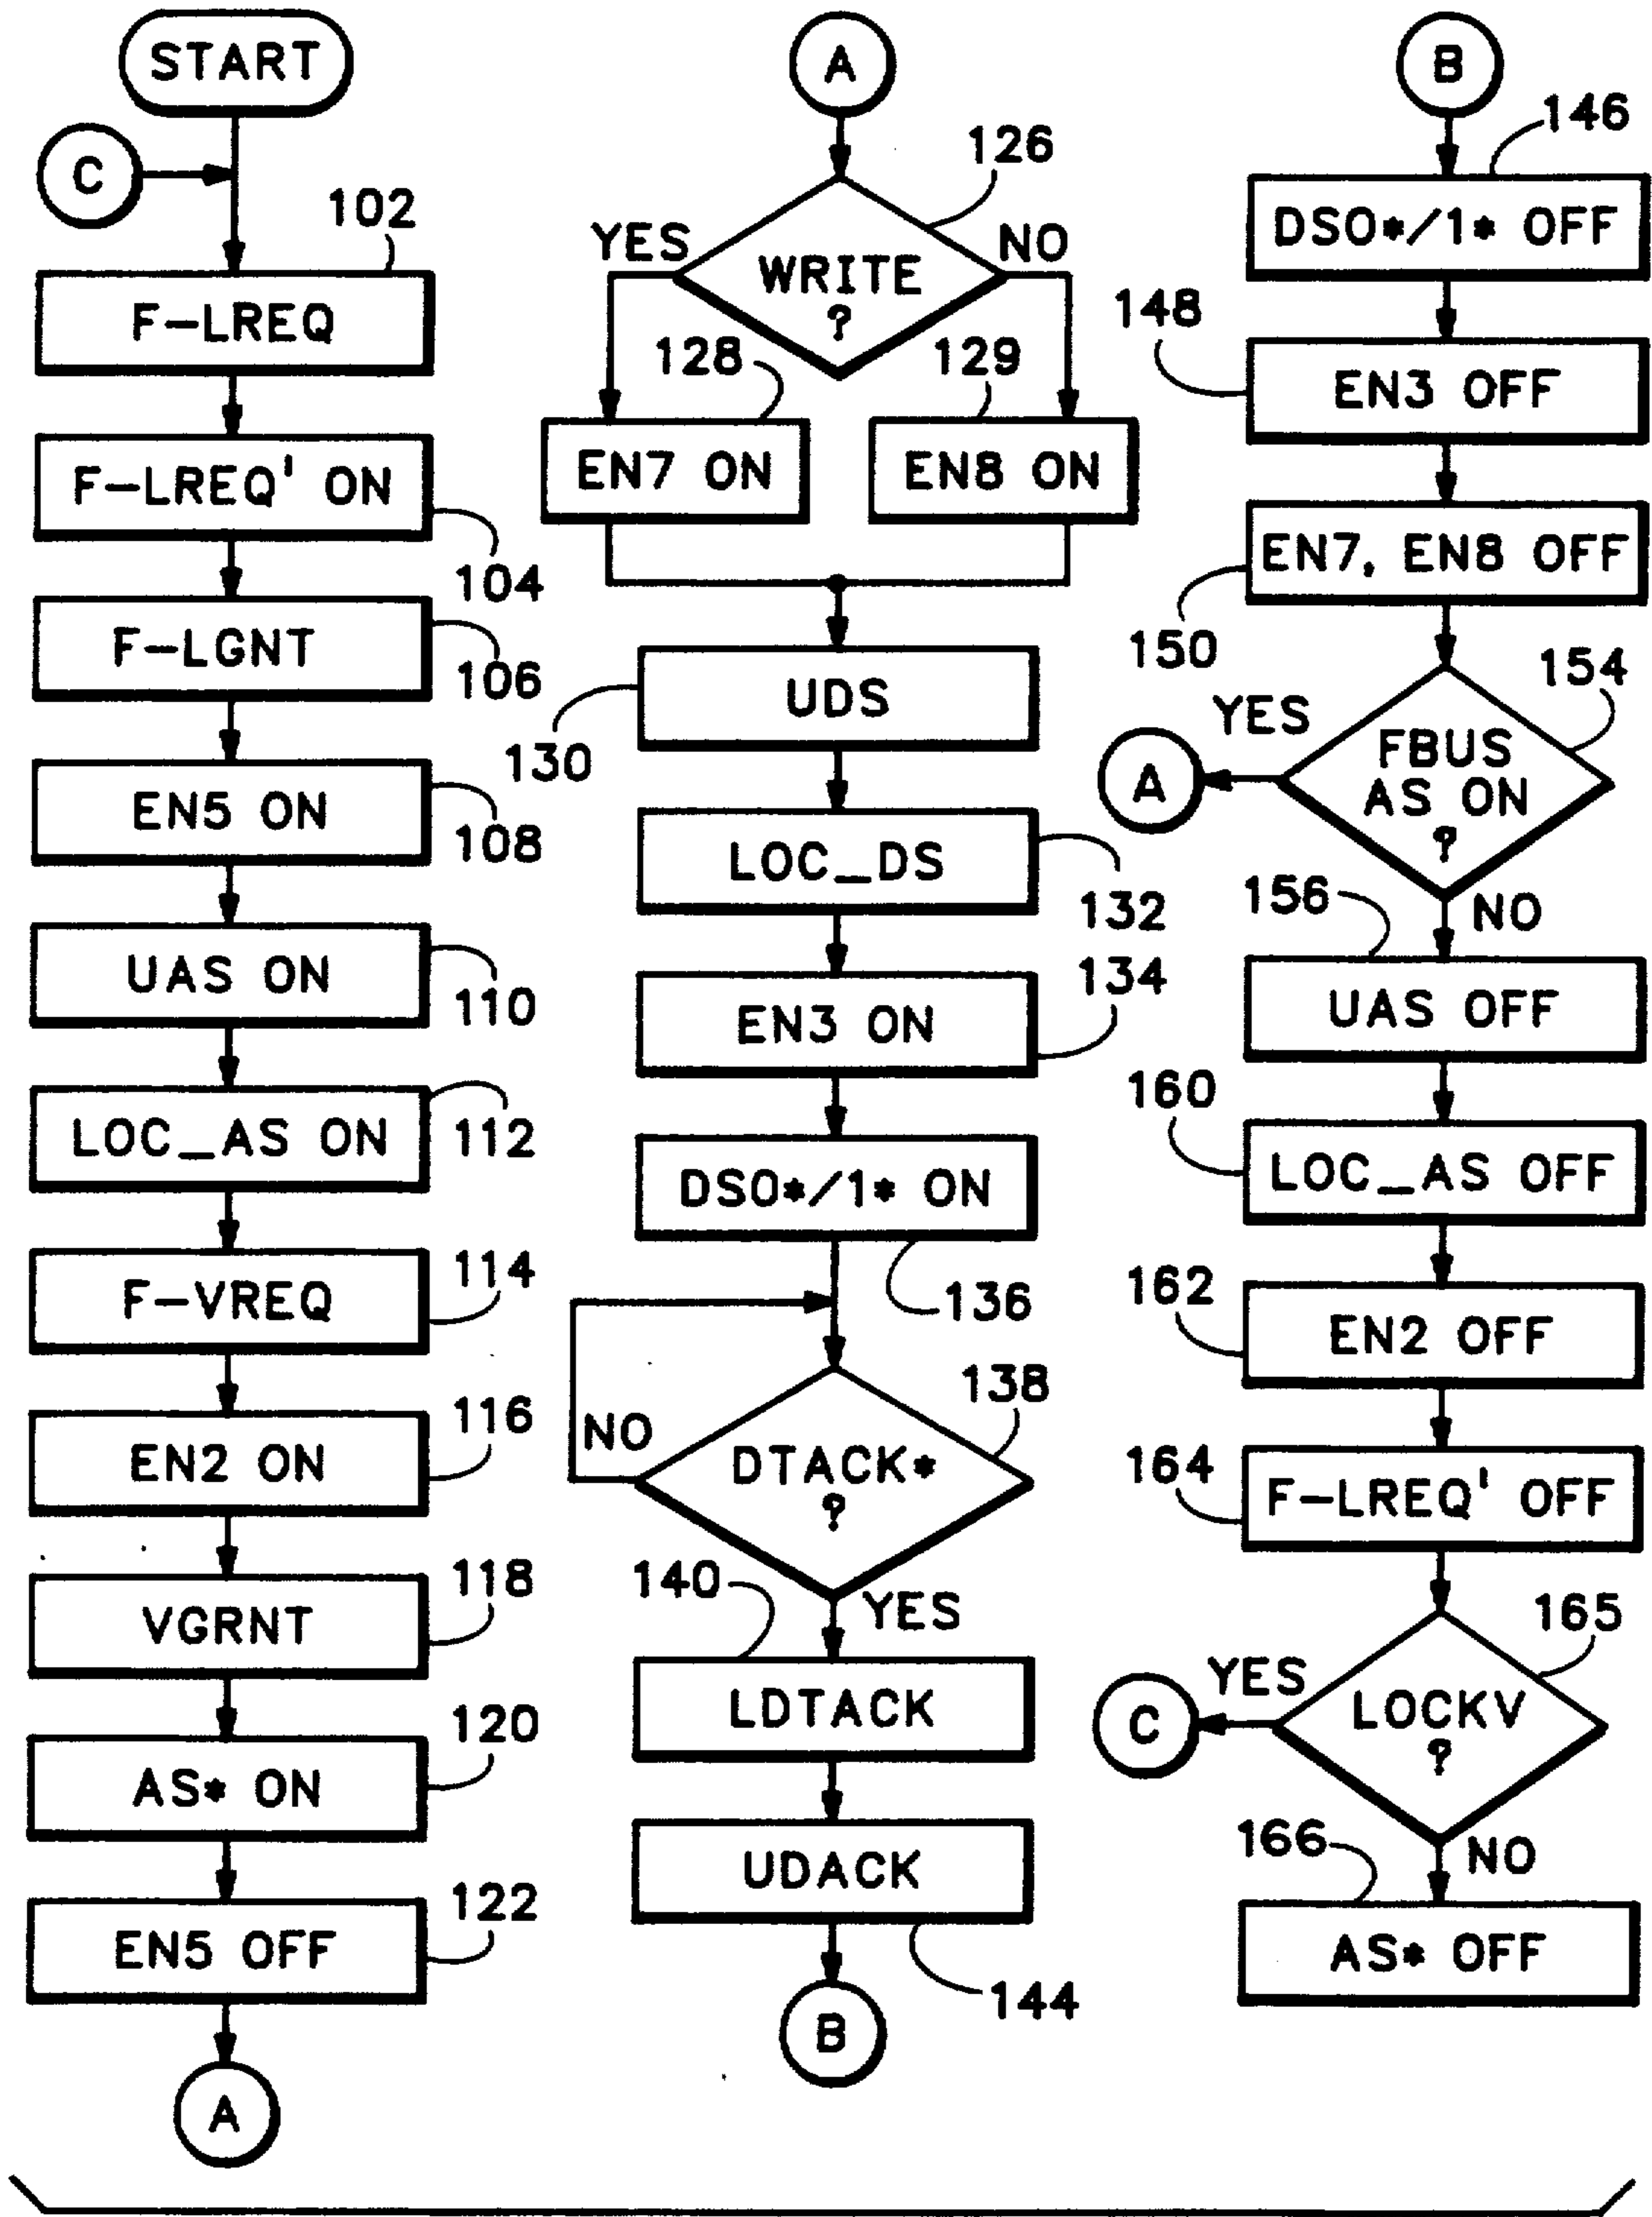 START
C
102
F-LREQ
F-LREQ' ON
104
F-LGNT
106
EN5 ON
108
UAS ON
110
LOC_AS ON
112
F-VREQ
114
EN2 ON
116
VGRNT
118
AS* ON
120
EN5 OFF
122
A
A
126
YES
NO
WRITE
?
128
129
EN7 ON
EN8 ON
UDS
130
LOC_DS
132
134
EN3 ON
DS0*/1* ON
136
138
NO
DTACK*
?
140
YES
LDTACK
UDACK
144
B
B
146
DS0*/1* OFF
148
EN3 OFF
EN7, EN8 OFF
150
154
YES
FBUS
AS ON
?
A
156
NO
UAS OFF
160
LOC_AS OFF
162
EN2 OFF
164
F-LREQ' OFF
165
YES
LOCKV
?
C
166
NO
AS* OFF